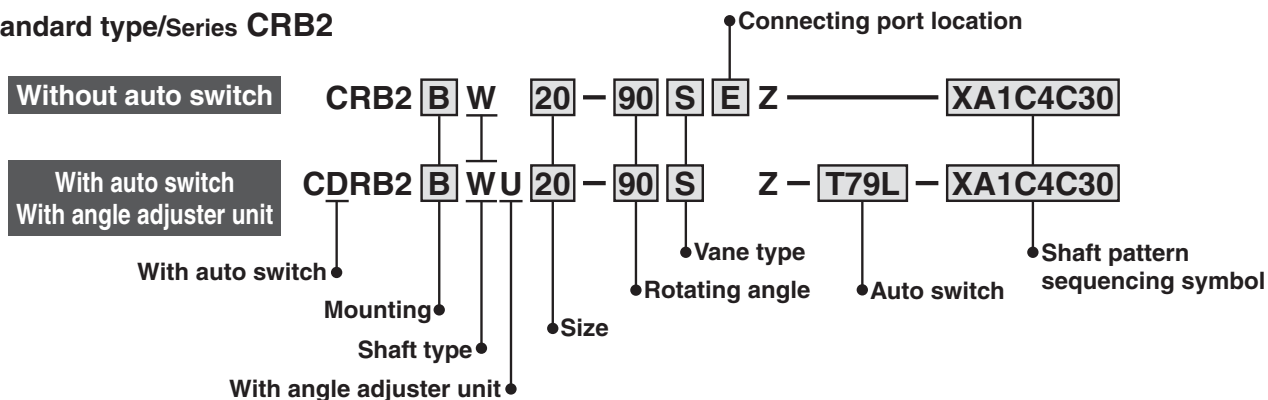 andard type/Series CRB2
Connecting port location
Without auto switch CRB2 B W 20 – 90 S E Z – XA1C4C30
With auto switch
With angle adjuster unit
CDRB2 B W U 20 – 90 S Z – T79L – XA1C4C30
With auto switch
Vane type
Shaft pattern
sequencing symbol
Rotating angle
Auto switch
Mounting
Size
Shaft type
With angle adjuster unit